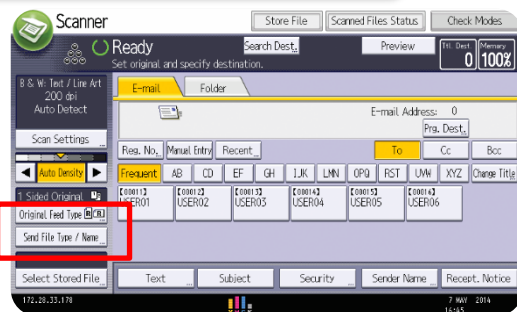 Scanner
Store File
Scanned Files Status
Check Modes
Ready
Search Dest.
Preview
Ttl. Dest.
0
Memory
100%
Set original and specify destination.
B & W: Text / Line Art
200 dpi
Auto Detect
Scan Settings
Auto Density
1 Sided Original
Original Feed Type
Send File Type / Name
Select Stored File
E-mail
Folder
E-mail Address: 0
Prg. Dest.
Reg. No.
Manual Entry
Recent
To
Cc
Bcc
Frequent
AB
CD
EF
GH
IJK
LMN
OPQ
RST
UVW
XYZ
Change Title
[00011]
USER01
[00012]
USER02
[00013]
USER03
[00014]
USER04
[00015]
USER05
USER06
Text
Subject
Security
Sender Name
Recept. Notice
172.28.33.178
7 MAY 2014
16:45